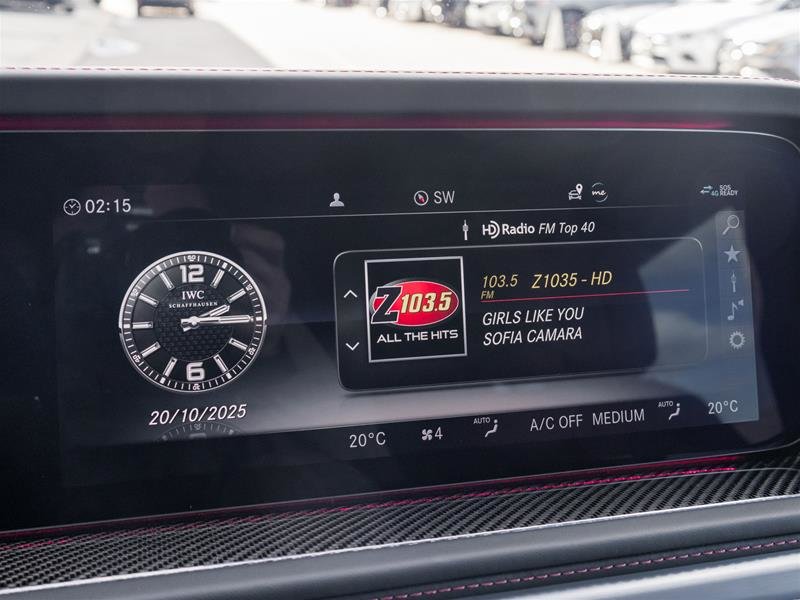 02:15
SW
me
4G
SOS
READY
HD Radio FM Top 40
12
IWC
SCHAFFHAUSEN
6
Z103.5
ALL THE HITS
103.5 Z1035 - HD
FM
GIRLS LIKE YOU
SOFIA CAMARA
20/10/2025
20°C
4
AUTO
A/C OFF
MEDIUM
AUTO
20°C